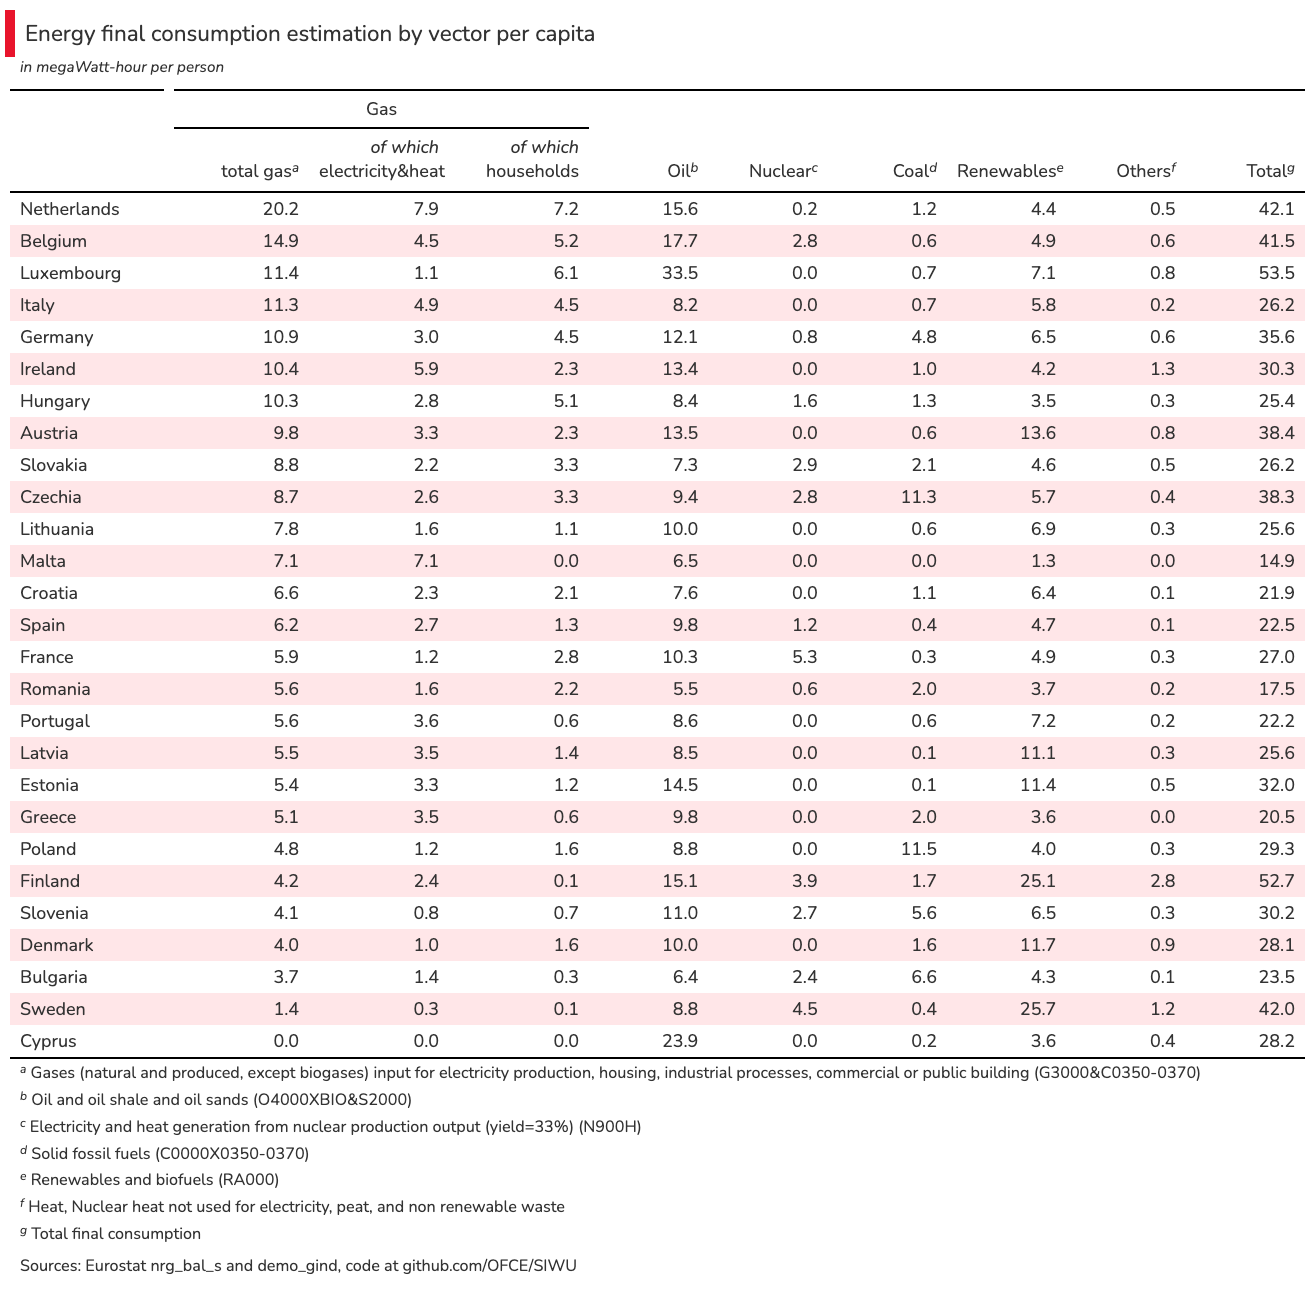 Energy final consumption estimation by vector per capita
in megaWatt-hour per person
Gas
of which of which
total gasᵃ electricity&heat households Oilᵇ Nuclearᶜ Coalᵈ Renewablesᵉ Othersᶠ Totalᵍ
Netherlands 20.2 7.9 7.2 15.6 0.2 1.2 4.4 0.5 42.1
Belgium 14.9 4.5 5.2 17.7 2.8 0.6 4.9 0.6 41.5
Luxembourg 11.4 1.1 6.1 33.5 0.0 0.7 7.1 0.8 53.5
Italy 11.3 4.9 4.5 8.2 0.0 0.7 5.8 0.2 26.2
Germany 10.9 3.0 4.5 12.1 0.8 4.8 6.5 0.6 35.6
Ireland 10.4 5.9 2.3 13.4 0.0 1.0 4.2 1.3 30.3
Hungary 10.3 2.8 5.1 8.4 1.6 1.3 3.5 0.3 25.4
Austria 9.8 3.3 2.3 13.5 0.0 0.6 13.6 0.8 38.4
Slovakia 8.8 2.2 3.3 7.3 2.9 2.1 4.6 0.5 26.2
Czechia 8.7 2.6 3.3 9.4 2.8 11.3 5.7 0.4 38.3
Lithuania 7.8 1.6 1.1 10.0 0.0 0.6 6.9 0.3 25.6
Malta 7.1 7.1 0.0 6.5 0.0 0.0 1.3 0.0 14.9
Croatia 6.6 2.3 2.1 7.6 0.0 1.1 6.4 0.1 21.9
Spain 6.2 2.7 1.3 9.8 1.2 0.4 4.7 0.1 22.5
France 5.9 1.2 2.8 10.3 5.3 0.3 4.9 0.3 27.0
Romania 5.6 1.6 2.2 5.5 0.6 2.0 3.7 0.2 17.5
Portugal 5.6 3.6 0.6 8.6 0.0 0.6 7.2 0.2 22.2
Latvia 5.5 3.5 1.4 8.5 0.0 0.1 11.1 0.3 25.6
Estonia 5.4 3.3 1.2 14.5 0.0 0.1 11.4 0.5 32.0
Greece 5.1 3.5 0.6 9.8 0.0 2.0 3.6 0.0 20.5
Poland 4.8 1.2 1.6 8.8 0.0 11.5 4.0 0.3 29.3
Finland 4.2 2.4 0.1 15.1 3.9 1.7 25.1 2.8 52.7
Slovenia 4.1 0.8 0.7 11.0 2.7 5.6 6.5 0.3 30.2
Denmark 4.0 1.0 1.6 10.0 0.0 1.6 11.7 0.9 28.1
Bulgaria 3.7 1.4 0.3 6.4 2.4 6.6 4.3 0.1 23.5
Sweden 1.4 0.3 0.1 8.8 4.5 0.4 25.7 1.2 42.0
Cyprus 0.0 0.0 0.0 23.9 0.0 0.2 3.6 0.4 28.2
ᵃ Gases (natural and produced, except biogases) input for electricity production, housing, industrial processes, commercial or public building (G3000&C0350-0370)
ᵇ Oil and oil shale and oil sands (O4000XBIO&S2000)
ᶜ Electricity and heat generation from nuclear production output (yield=33%) (N900H)
ᵈ Solid fossil fuels (C0000X0350-0370)
ᵉ Renewables and biofuels (RA000)
ᶠ Heat, Nuclear heat not used for electricity, peat, and non renewable waste
ᵍ Total final consumption
Sources: Eurostat nrg_bal_s and demo_gind, code at github.com/OFCE/SIWU